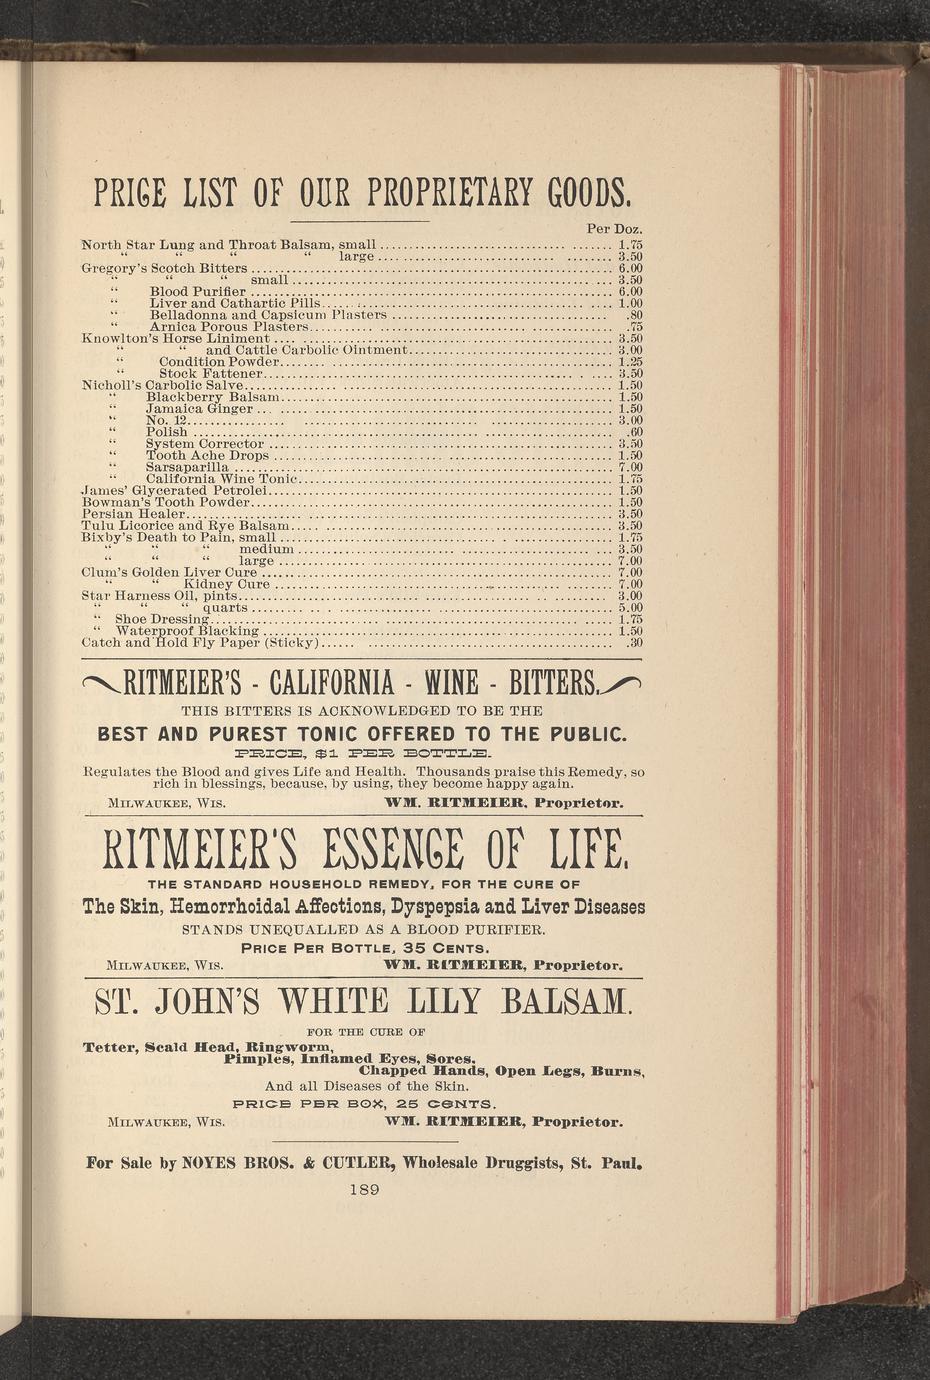 PRICE LIST OF OUR PROPRIETARY GOODS.
Per Doz.
North Star Lung and Throat Balsam, small 1.75
“ “ “ “ large 3.50
Gregory's Scotch Bitters 6.00
“ “ “ small 3.50
“ Blood Purifier 6.00
“ Liver and Cathartic Pills 1.00
“ Belladonna and Capsicum Plasters .80
“ Arnica Porous Plasters .75
Knowlton's Horse Liniment 3.50
“ “ and Cattle Carbolic Ointment 3.00
“ Condition Powder 1.25
“ Stock Fattener 3.50
Nicholl's Carbolic Salve 1.50
“ Blackberry Balsam 1.50
“ Jamaica Ginger 1.50
“ No. 12 3.00
“ Polish .60
“ System Corrector 3.50
“ Tooth Ache Drops 1.50
“ Sarsaparilla 7.00
“ California Wine Tonic 1.75
James' Glycerated Petrolei 1.50
Bowman's Tooth Powder 1.50
Persian Healer 3.50
Tulu Licorice and Rye Balsam 3.50
Bixby's Death to Pain, small 1.75
“ “ “ medium 3.50
“ “ “ large 7.00
Clum's Golden Liver Cure 7.00
“ “ Kidney Cure 7.00
Star Harness Oil, pints 3.00
“ “ “ quarts 5.00
“ Shoe Dressing 1.75
“ Waterproof Blacking 1.50
Catch and Hold Fly Paper (Sticky) .30
RITMEIER'S - CALIFORNIA - WINE - BITTERS.
THIS BITTERS IS ACKNOWLEDGED TO BE THE
BEST AND PUREST TONIC OFFERED TO THE PUBLIC.
PRICE, $1 PER BOTTLE.
Regulates the Blood and gives Life and Health. Thousands praise this Remedy, so
rich in blessings, because, by using, they become happy again.
MILWAUKEE, WIS. WM. RITMEIER, Proprietor.
RITMEIER'S ESSENCE OF LIFE.
THE STANDARD HOUSEHOLD REMEDY, FOR THE CURE OF
The Skin, Hemorrhoidal Affections, Dyspepsia and Liver Diseases
STANDS UNEQUALLED AS A BLOOD PURIFIER.
PRICE PER BOTTLE, 35 CENTS.
MILWAUKEE, WIS. WM. RITMEIER, Proprietor.
ST. JOHN'S WHITE LILY BALSAM.
FOR THE CURE OF
Tetter, Scald Head, Ringworm,
Pimples, Inflamed Eyes, Sores.
Chapped Hands, Open Legs, Burns,
And all Diseases of the Skin.
PRICE PER BOX, 25 CENTS.
MILWAUKEE, WIS. WM. RITMEIER, Proprietor.
For Sale by NOYES BROS. & CUTLER, Wholesale Druggists, St. Paul.
189